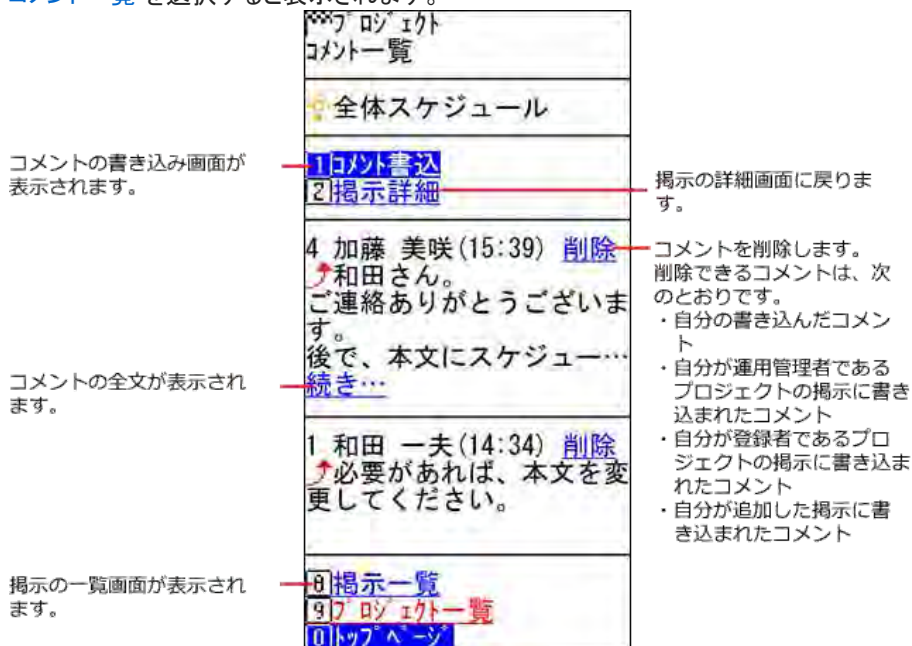 コメント一覧 を選択すると表示されます。
ﾌﾟﾛｼﾞｪｸﾄ
ｺﾒﾝﾄ一覧
全体スケジュール
コメントの書き込み画面が
表示されます。
1ｺﾒﾝﾄ書込
2掲示詳細
掲示の詳細画面に戻りま
す。
4 加藤 美咲(15:39) 削除
和田さん。
ご連絡ありがとうございま
す。
後で、本文にスケジュー…
続き…
コメントを削除します。
削除できるコメントは、次
のとおりです。
・自分の書き込んだコメン
ト
・自分が運用管理者である
プロジェクトの掲示に書き
込まれたコメント
・自分が登録者であるプロ
ジェクトの掲示に書き込ま
れたコメント
・自分が追加した掲示に書
き込まれたコメント
コメントの全文が表示され
ます。
1 和田 一夫(14:34) 削除
必要があれば、本文を変
更してください。
掲示の一覧画面が表示され
ます。
8掲示一覧
9ﾌﾟﾛｼﾞｪｸﾄ一覧
0ﾄｯﾌﾟﾍﾟｰｼﾞ